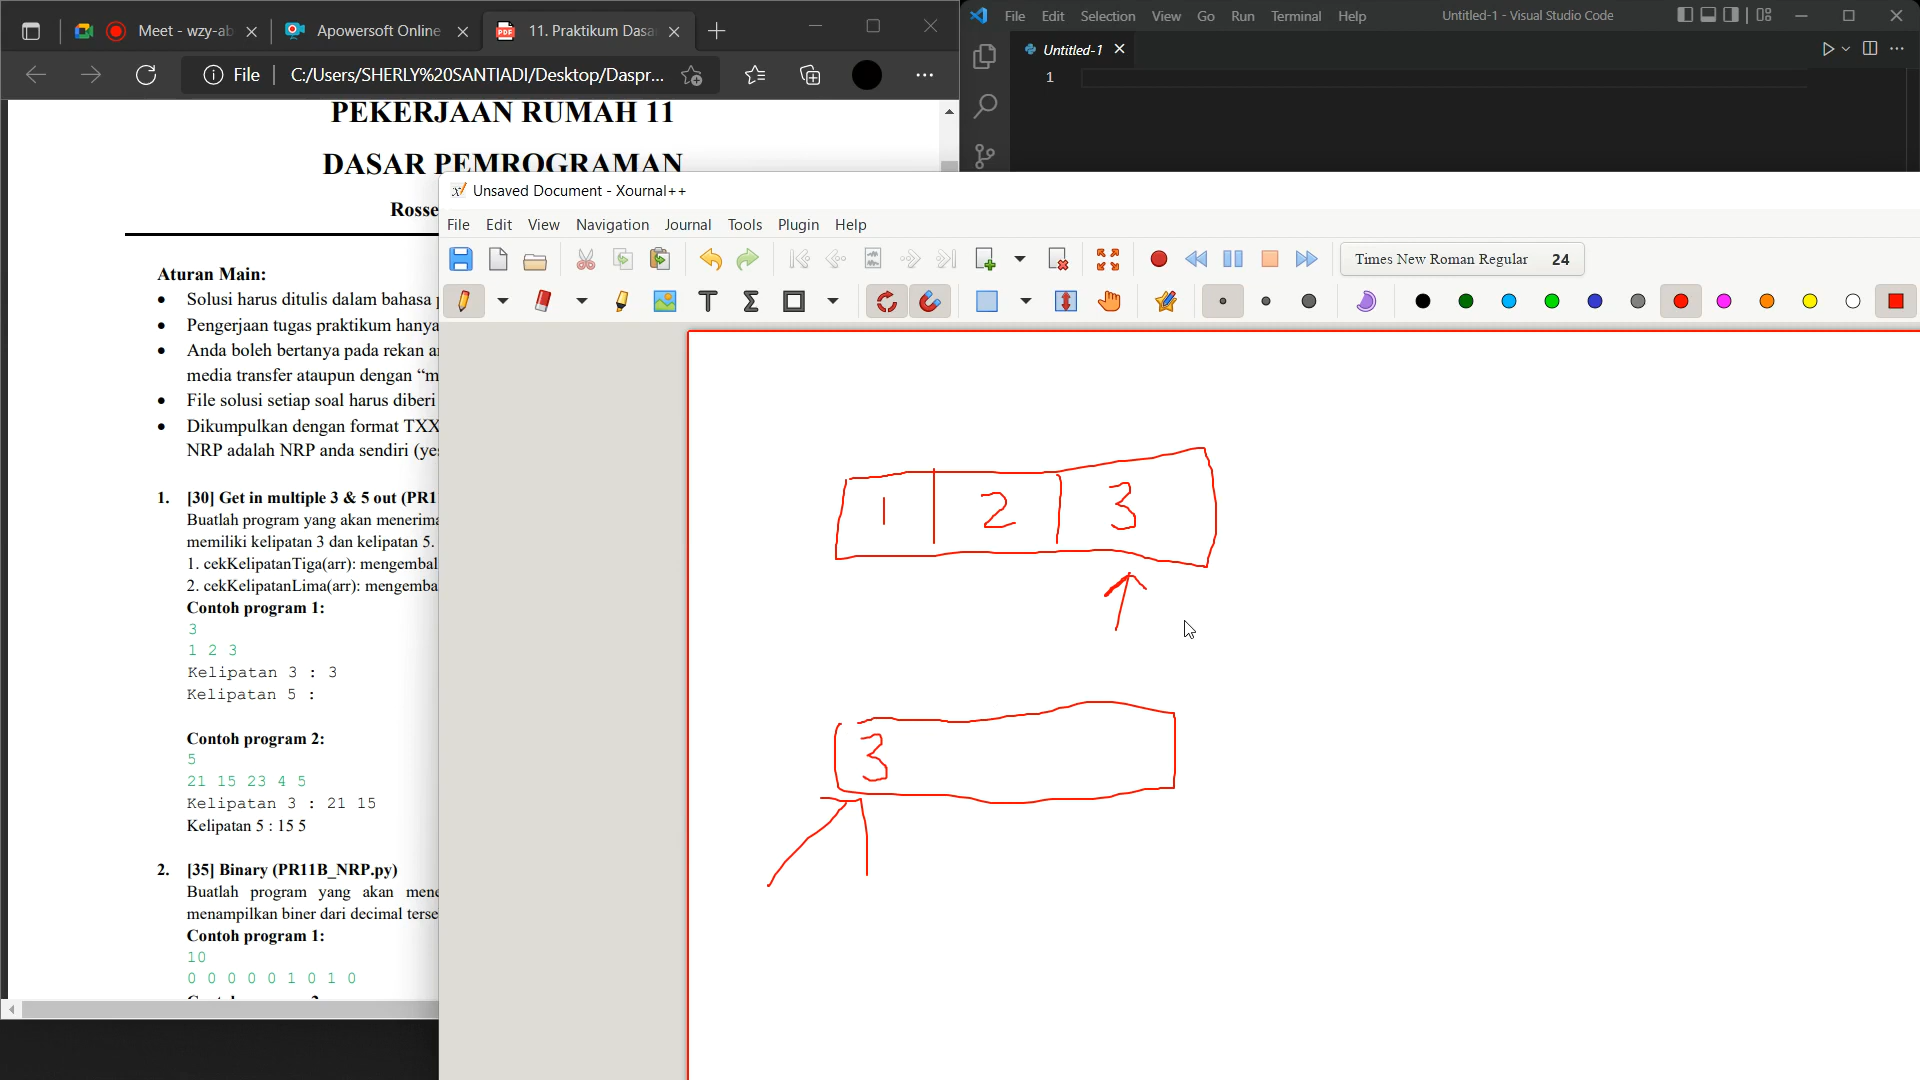 Meet - wzy-ab
Apowersoft Online
11. Praktikum Dasa
File
C:/Users/SHERLY%20SANTIADI/Desktop/Daspr...
File Edit Selection View Go Run Terminal Help
Untitled-1 - Visual Studio Code
Untitled-1
1
PEKERJAAN RUMAH 11
DASAR PEMROGRAMAN
Rosse
Aturan Main:
• Solusi harus ditulis dalam bahasa
• Pengerjaan tugas praktikum hanya
• Anda boleh bertanya pada rekan
media transfer ataupun dengan “m
• File solusi setiap soal harus diberi
• Dikumpulkan dengan format TXX
NRP adalah NRP anda sendiri (ye
1. [30] Get in multiple 3 & 5 out (PR1
Buatlah program yang akan menerima
memiliki kelipatan 3 dan kelipatan 5.
1. cekKelipatanTiga(arr): mengembal
2. cekKelipatanLima(arr): mengemba
Contoh program 1:
3
1 2 3
Kelipatan 3 : 3
Kelipatan 5 :
Contoh program 2:
5
21 15 23 4 5
Kelipatan 3 : 21 15
Kelipatan 5 : 15 5
2. [35] Binary (PR11B_NRP.py)
Buatlah program yang akan mene
menampilkan biner dari decimal terse
Contoh program 1:
10
0 0 0 0 0 1 0 1 0
Unsaved Document - Xournal++
File Edit View Navigation Journal Tools Plugin Help
Times New Roman Regular 24
1 2 3
3